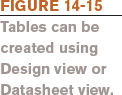 FIGURE 14-15
Tables can be
created using
Design view or
Datasheet view.